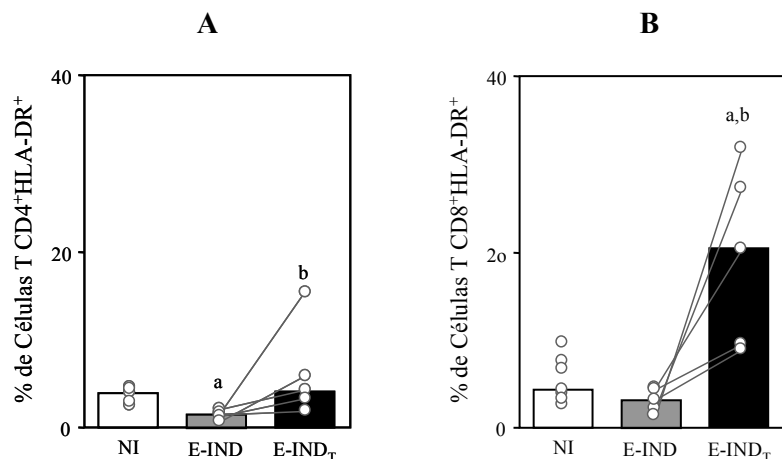 A
% de Células T CD4⁺HLA-DR⁺
40
20
0
a
b
NI
E-IND
E-IND_T
B
% de Células T CD8⁺HLA-DR⁺
40
2o
0
a,b
NI
E-IND
E-IND_T